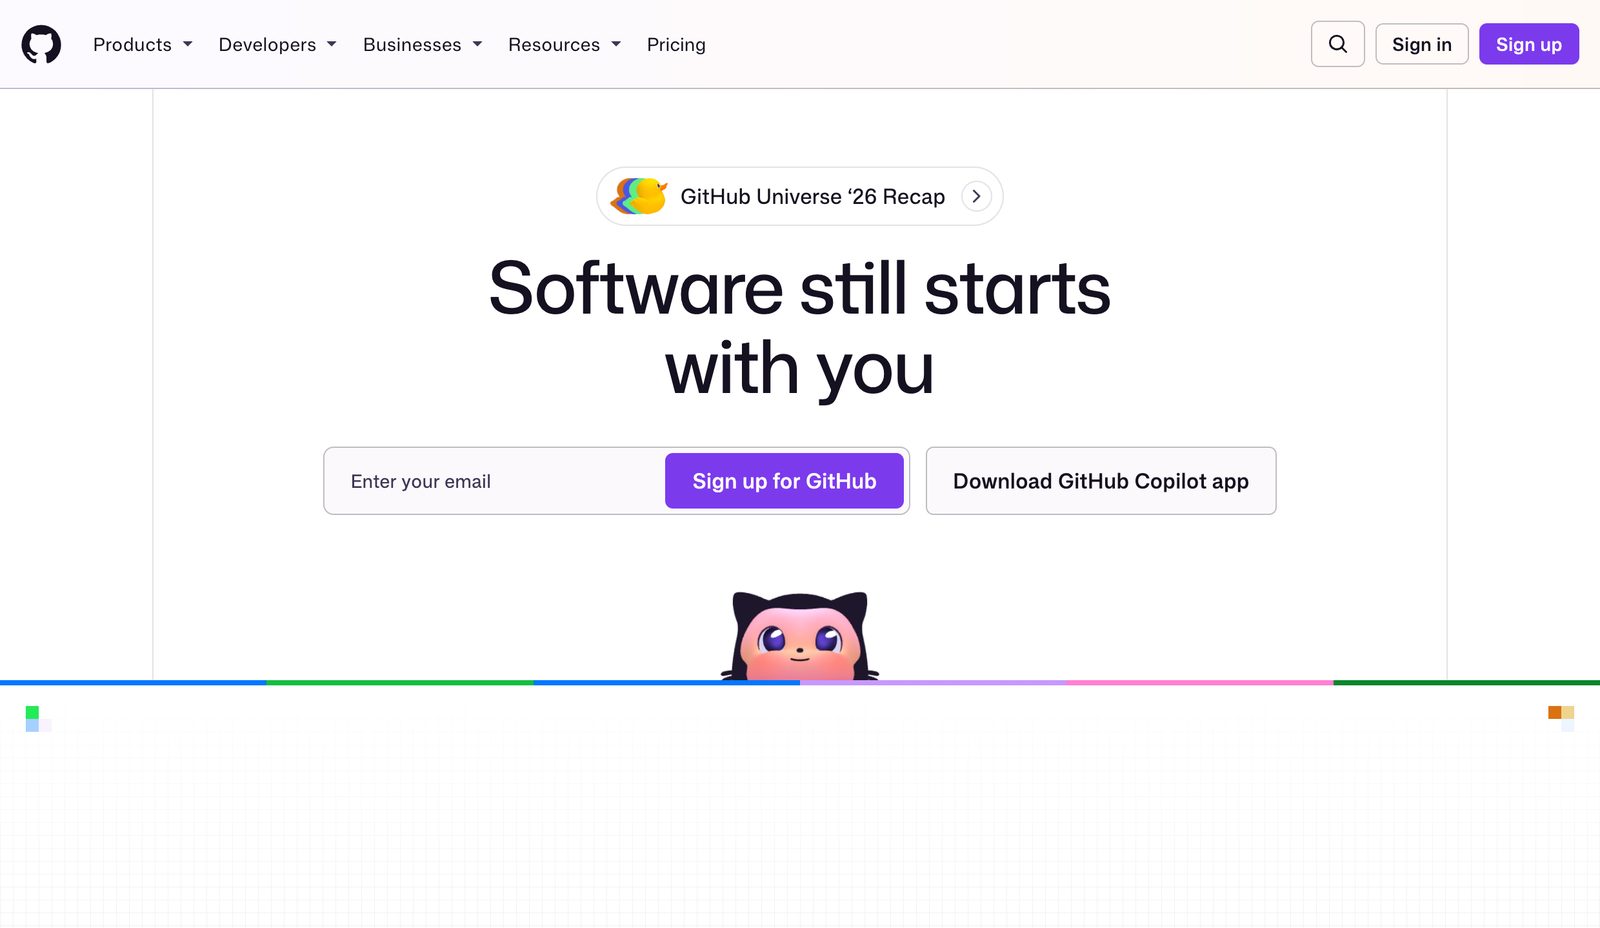 Products
Developers
Businesses
Resources
Pricing
Sign in
Sign up
GitHub Universe ‘26 Recap
Software still starts
with you
Enter your email
Sign up for GitHub
Download GitHub Copilot app